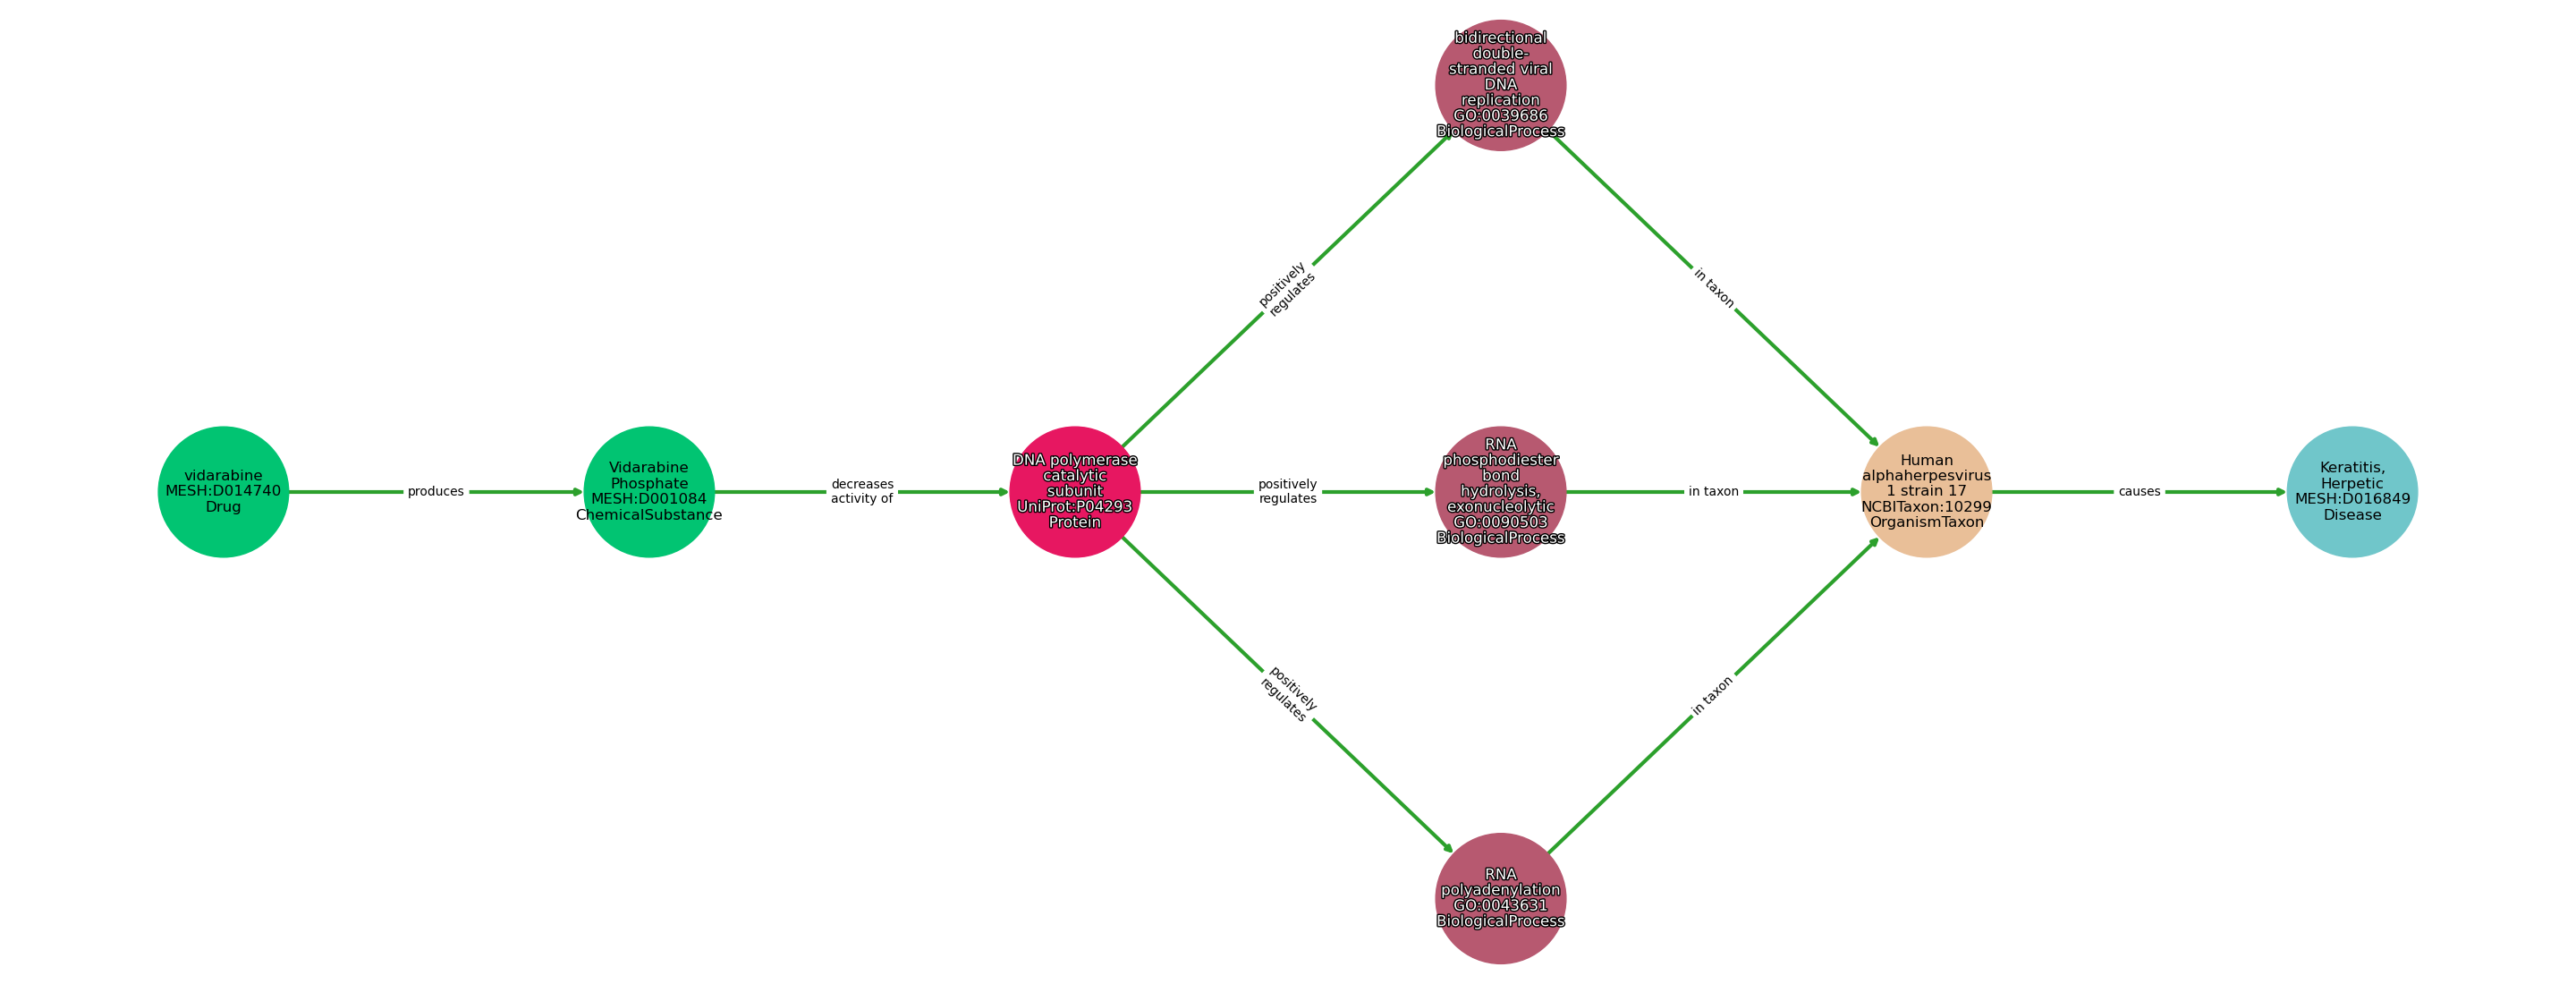 vidarabine
MESH:D014740
Drug
produces
Vidarabine
Phosphate
MESH:D001084
ChemicalSubstance
decreases
activity of
DNA polymerase
catalytic
subunit
UniProt:P04293
Protein
positively
regulates
positively
regulates
positively
regulates
bidirectional
double-
stranded viral
DNA
replication
GO:0039686
BiologicalProcess
RNA
phosphodiester
bond
hydrolysis,
exonucleolytic
GO:0090503
BiologicalProcess
RNA
polyadenylation
GO:0043631
BiologicalProcess
in taxon
in taxon
in taxon
Human
alphaherpesvirus
1 strain 17
NCBITaxon:10299
OrganismTaxon
causes
Keratitis,
Herpetic
MESH:D016849
Disease